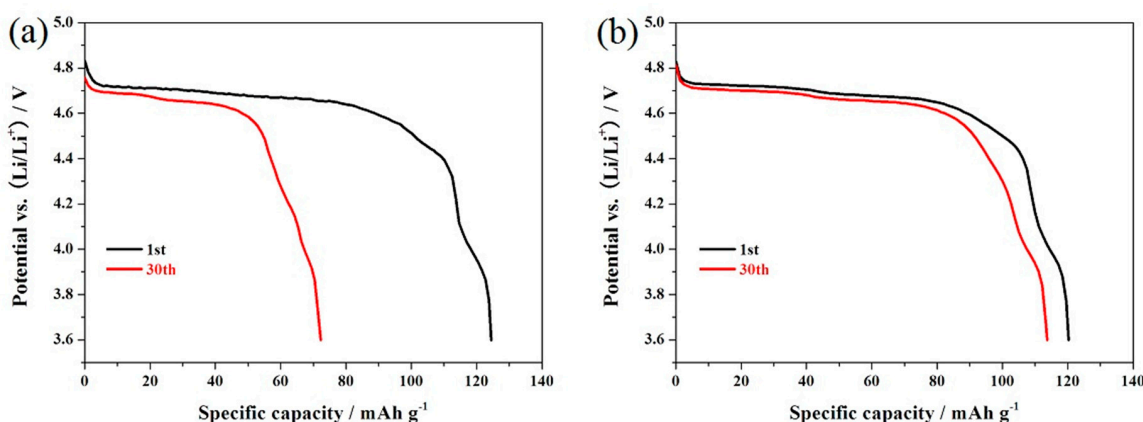 (a)
5.0
4.8
4.6
4.4
4.2
4.0
3.8
3.6
Potential vs. (Li/Li+) / V
1st
30th
0 20 40 60 80 100 120 140
Specific capacity / mAh g-1
(b)
5.0
4.8
4.6
4.4
4.2
4.0
3.8
3.6
Potential vs. (Li/Li+) / V
1st
30th
0 20 40 60 80 100 120 140
Specific capacity / mAh g-1